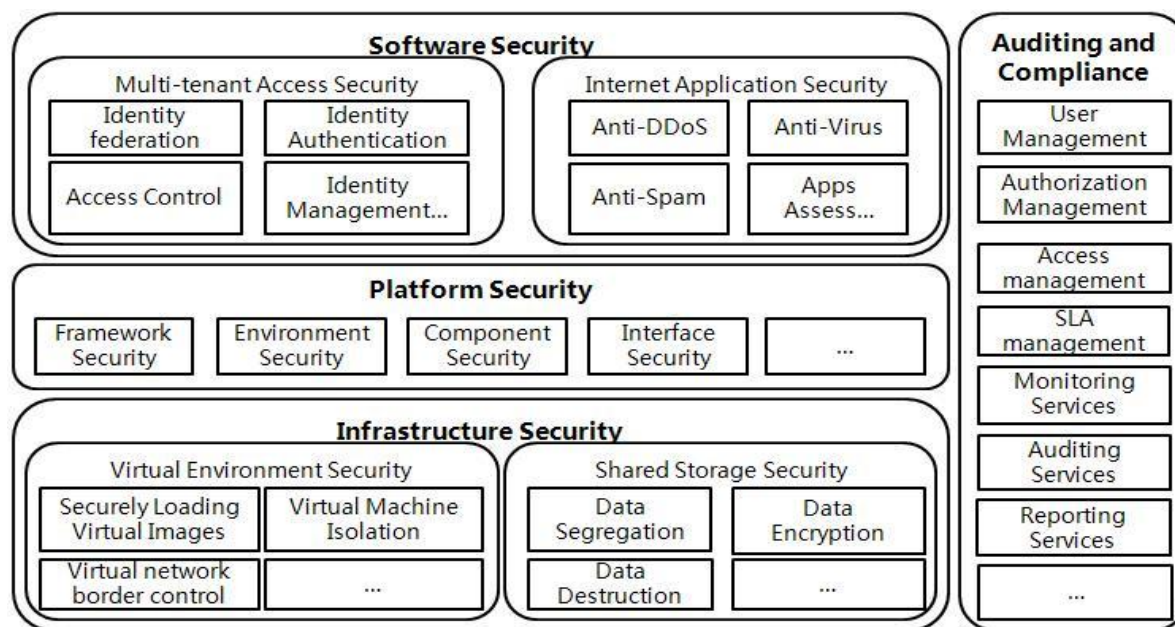 Software Security
Multi-tenant Access Security
Identity
federation
Identity
Authentication
Access Control
Identity
Management...
Internet Application Security
Anti-DDoS
Anti-Virus
Anti-Spam
Apps
Assess...
Platform Security
Framework
Security
Environment
Security
Component
Security
Interface
Security
...
Infrastructure Security
Virtual Environment Security
Securely Loading
Virtual Images
Virtual Machine
Isolation
Virtual network
border control
...
Shared Storage Security
Data
Segregation
Data
Encryption
Data
Destruction
...
Auditing and
Compliance
User
Management
Authorization
Management
Access
management
SLA
management
Monitoring
Services
Auditing
Services
Reporting
Services
...